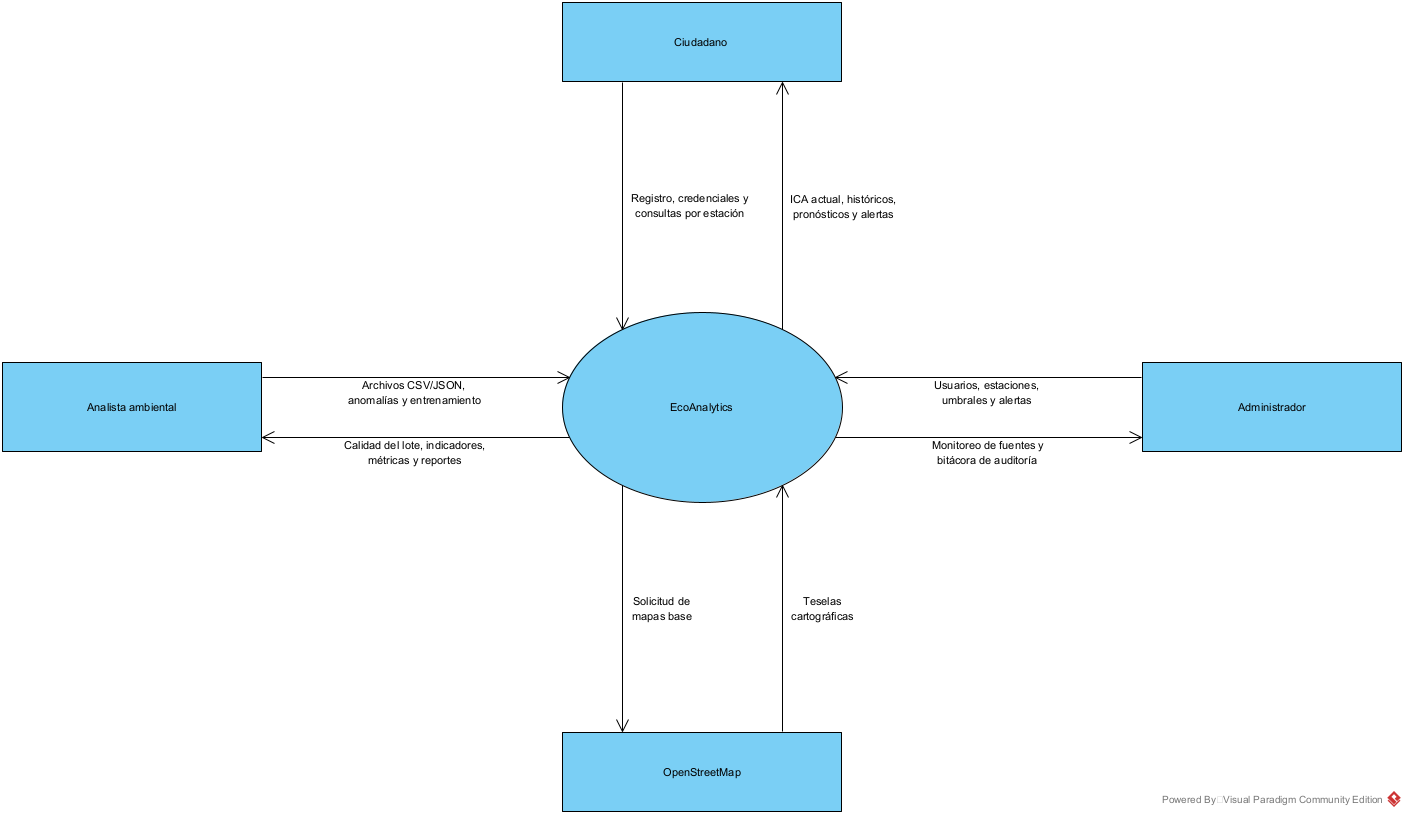 Ciudadano
Registro, credenciales y
consultas por estación
ICA actual, históricos,
pronósticos y alertas
Analista ambiental
Archivos CSV/JSON,
anomalías y entrenamiento
Calidad del lote, indicadores,
métricas y reportes
EcoAnalytics
Usuarios, estaciones,
umbrales y alertas
Monitoreo de fuentes y
bitácora de auditoría
Administrador
Solicitud de
mapas base
Teselas
cartográficas
OpenStreetMap
Powered By Visual Paradigm Community Edition